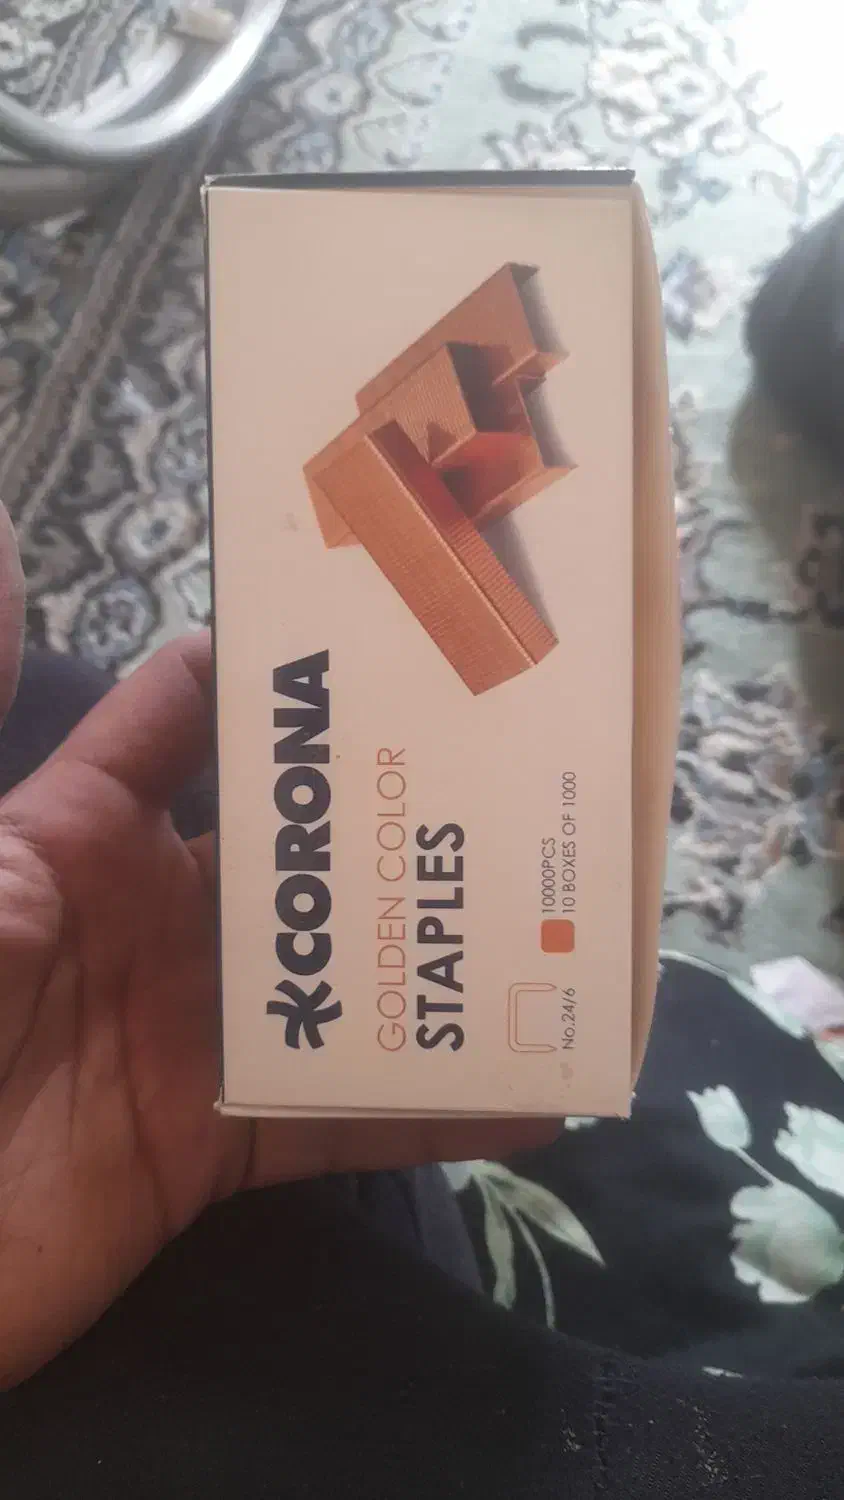 CORONA
GOLDEN COLOR
STAPLES
No.24/6
10000PCS
10 BOXES OF 1000